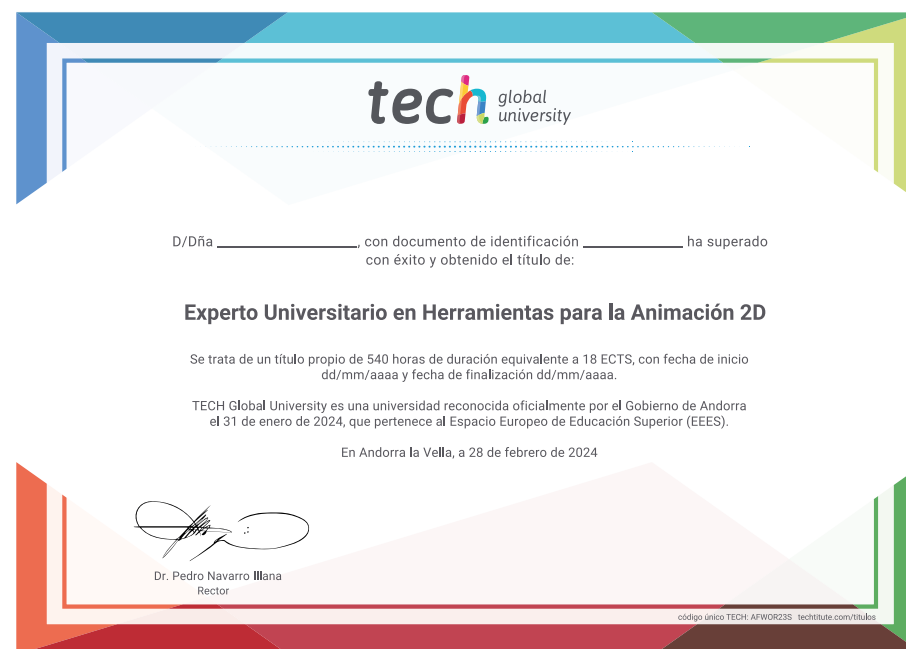 tech global
university
D/Dña ____________, con documento de identificación ____________ ha superado
con éxito y obtenido el título de:
Experto Universitario en Herramientas para la Animación 2D
Se trata de un título propio de 540 horas de duración equivalente a 18 ECTS, con fecha de inicio
dd/mm/aaaa y fecha de finalización dd/mm/aaaa.
TECH Global University es una universidad reconocida oficialmente por el Gobierno de Andorra
el 31 de enero de 2024, que pertenece al Espacio Europeo de Educación Superior (EEES).
En Andorra la Vella, a 28 de febrero de 2024
Dr. Pedro Navarro Illana
Rector
código único TECH: AFWOR23S techtitute.com/titulos